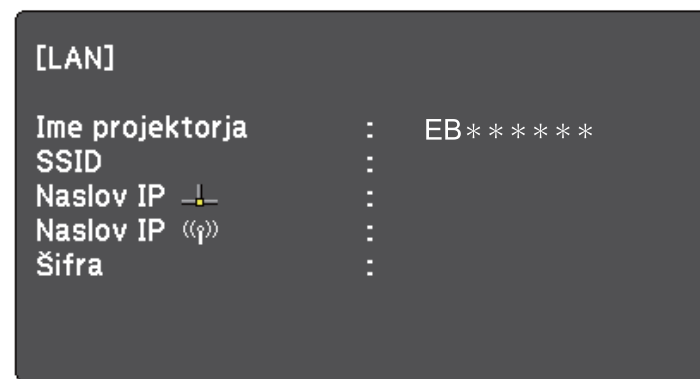 [LAN]
Ime projektorja : EB******
SSID :
Naslov IP :
Naslov IP :
Šifra :